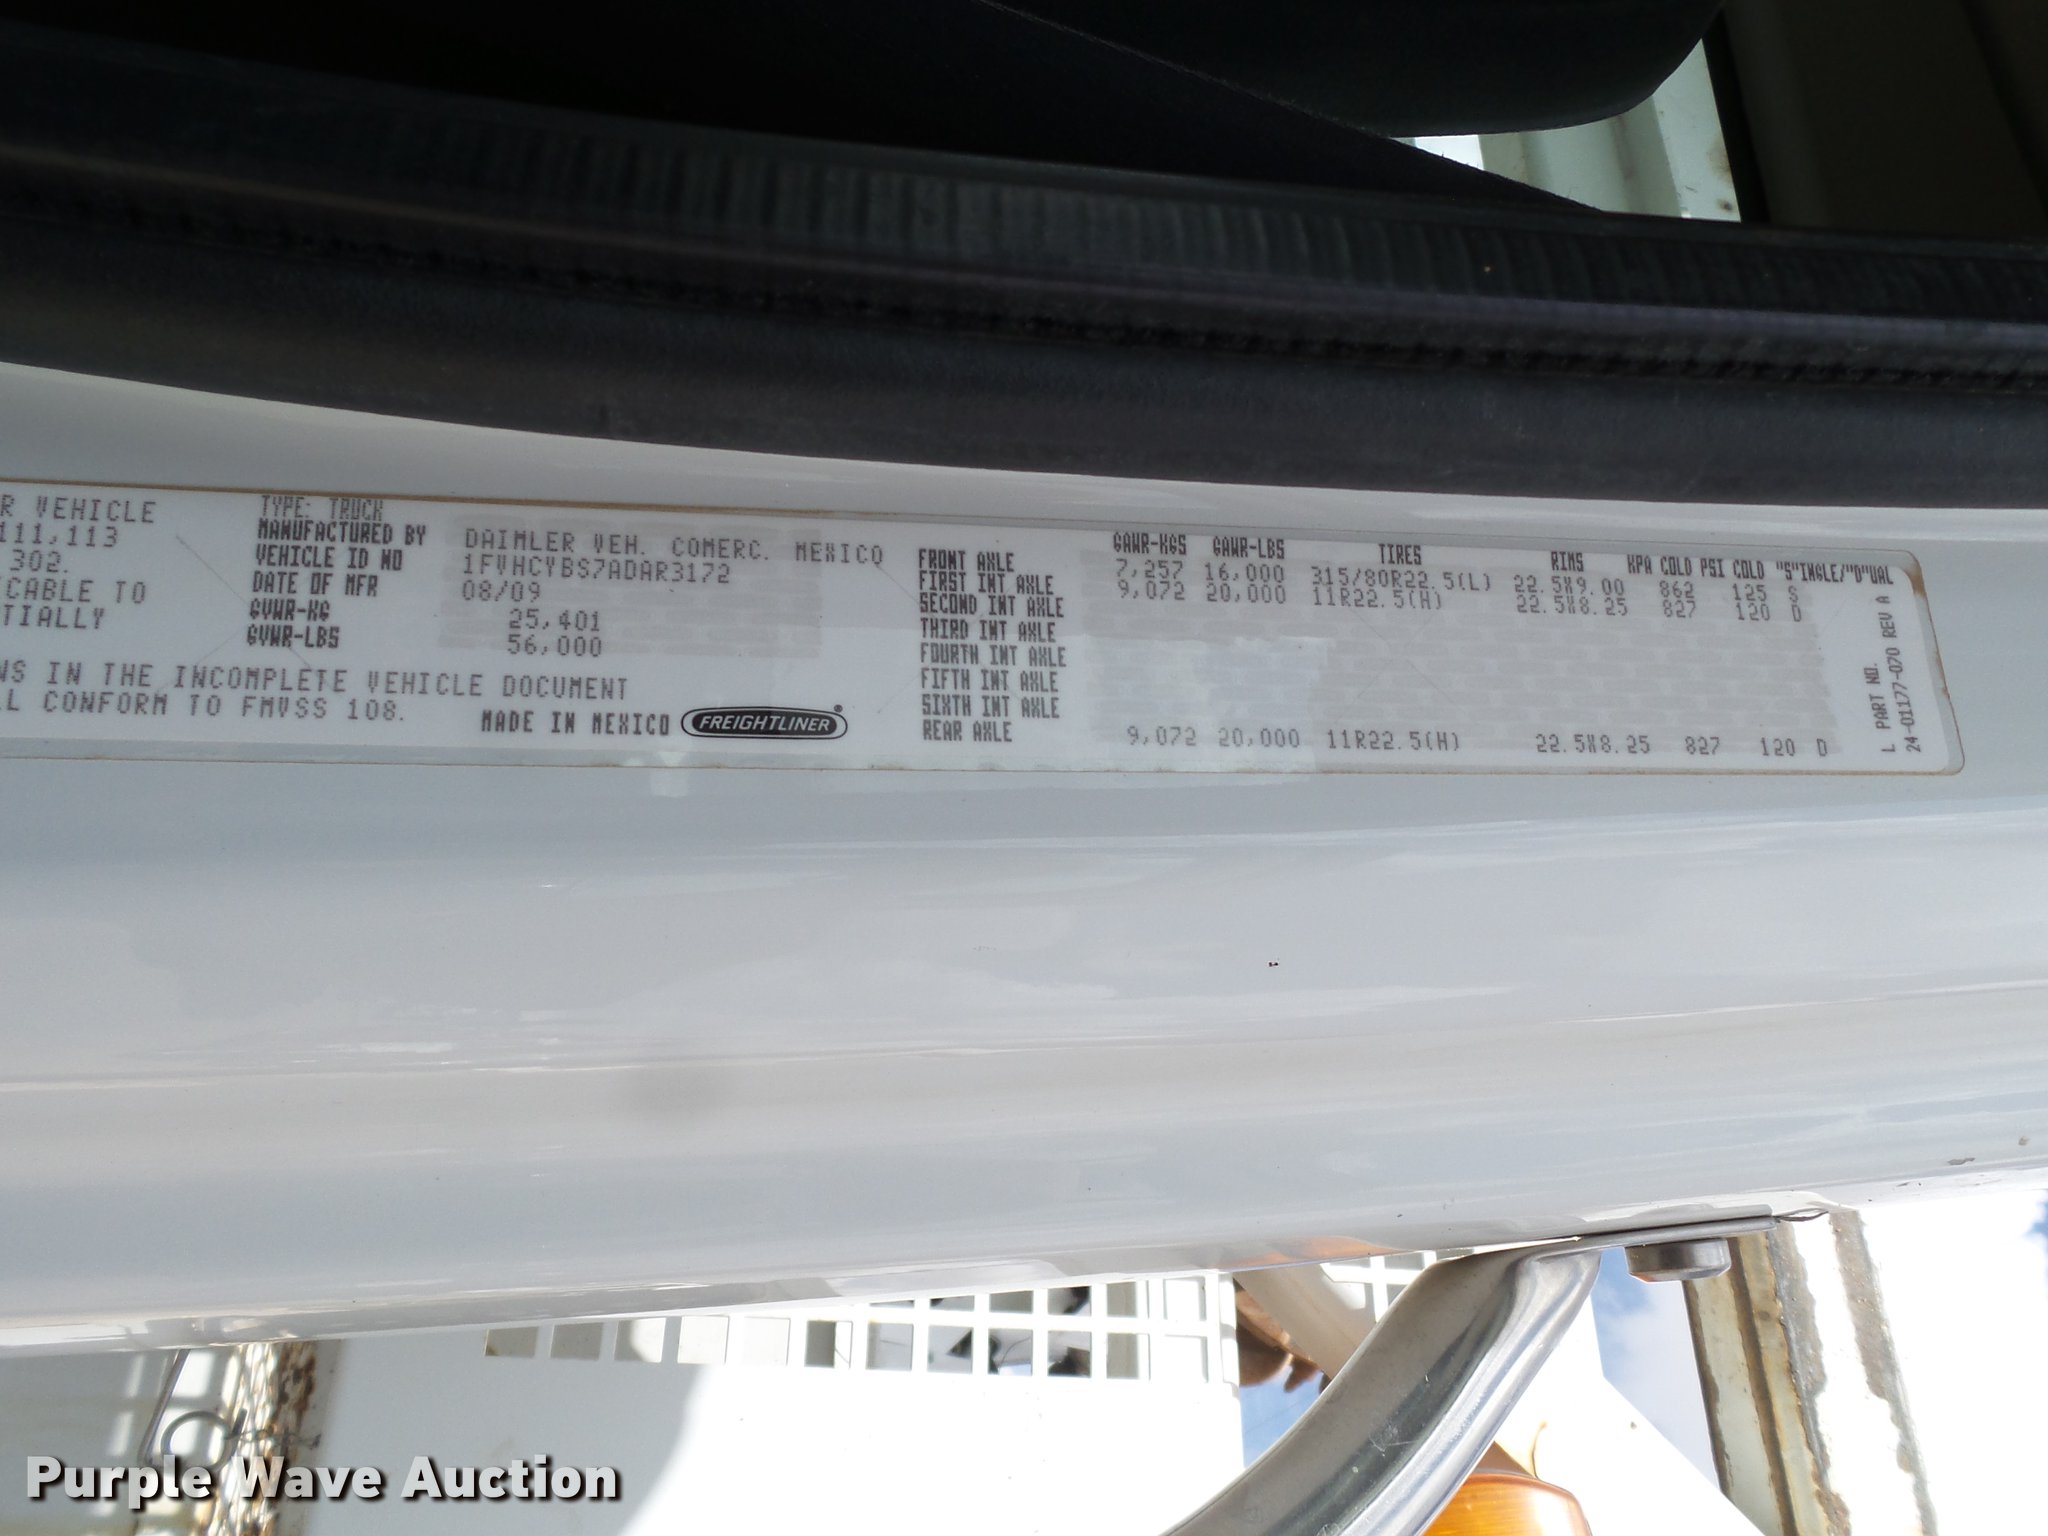 R VEHICLE
111,113
302.
CABLE TO
TIALLY
NS IN THE INCOMPLETE VEHICLE DOCUMENT
LL CONFORM TO FMVSS 108.
TYPE: TRUCK
MANUFACTURED BY DAIMLER VEH. COMERC. MEXICO
VEHICLE ID NO 1FVHCYBS7ADAR3172
DATE OF MFR 08/09
GVWR-KG 25,401
GVWR-LBS 56,000
MADE IN MEXICO FREIGHTLINER®
GAWR-KGS GAWR-LBS TIRES RIMS KPA COLD PSI COLD "S"INGLE/"D"UAL
FRONT AXLE 7,257 16,000 315/80R22.5(L) 22.5X9.00 862 125 S
FIRST INT AXLE 9,072 20,000 11R22.5(H) 22.5X8.25 827 120 D
SECOND INT AXLE
THIRD INT AXLE
FOURTH INT AXLE
FIFTH INT AXLE
SIXTH INT AXLE
REAR AXLE 9,072 20,000 11R22.5(H) 22.5X8.25 827 120 D
L PART NO.
24-01177-070 REV A
Purple Wave Auction